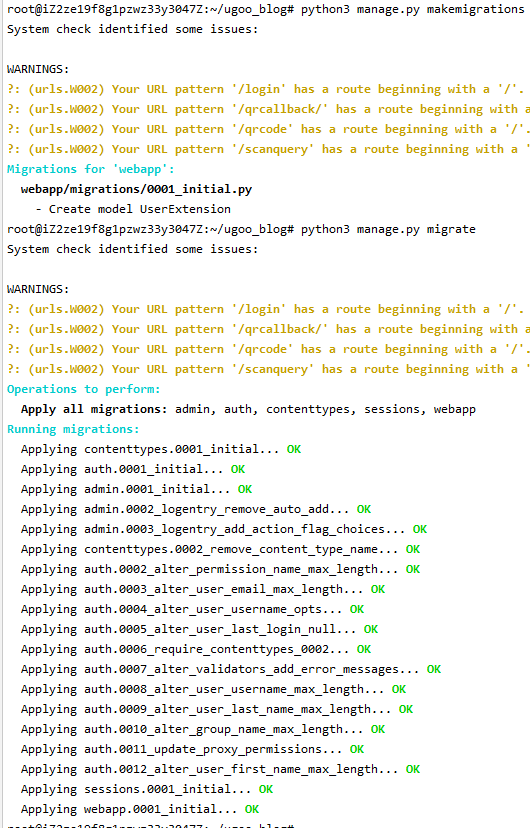 root@iZ2ze19f8g1pzwz33y3047Z:~/ugoo_blog# python3 manage.py makemigrations
System check identified some issues:
WARNINGS:
?: (urls.W002) Your URL pattern '/login' has a route beginning with a '/'.
?: (urls.W002) Your URL pattern '/qrcallback/' has a route beginning with a
?: (urls.W002) Your URL pattern '/qrcode' has a route beginning with a '/'.
?: (urls.W002) Your URL pattern '/scanquery' has a route beginning with a '
Migrations for 'webapp':
webapp/migrations/0001_initial.py
- Create model UserExtension
root@iZ2ze19f8g1pzwz33y3047Z:~/ugoo_blog# python3 manage.py migrate
System check identified some issues:
WARNINGS:
?: (urls.W002) Your URL pattern '/login' has a route beginning with a '/'.
?: (urls.W002) Your URL pattern '/qrcallback/' has a route beginning with a
?: (urls.W002) Your URL pattern '/qrcode' has a route beginning with a '/'.
?: (urls.W002) Your URL pattern '/scanquery' has a route beginning with a '
Operations to perform:
Apply all migrations: admin, auth, contenttypes, sessions, webapp
Running migrations:
Applying contenttypes.0001_initial... OK
Applying auth.0001_initial... OK
Applying admin.0001_initial... OK
Applying admin.0002_logentry_remove_auto_add... OK
Applying admin.0003_logentry_add_action_flag_choices... OK
Applying contenttypes.0002_remove_content_type_name... OK
Applying auth.0002_alter_permission_name_max_length... OK
Applying auth.0003_alter_user_email_max_length... OK
Applying auth.0004_alter_user_username_opts... OK
Applying auth.0005_alter_user_last_login_null... OK
Applying auth.0006_require_contenttypes_0002... OK
Applying auth.0007_alter_validators_add_error_messages... OK
Applying auth.0008_alter_user_username_max_length... OK
Applying auth.0009_alter_user_last_name_max_length... OK
Applying auth.0010_alter_group_name_max_length... OK
Applying auth.0011_update_proxy_permissions... OK
Applying auth.0012_alter_user_first_name_max_length... OK
Applying sessions.0001_initial... OK
Applying webapp.0001_initial... OK
root@iZ2ze19f8g1pzwz33y3047Z:~/ugoo_blog#